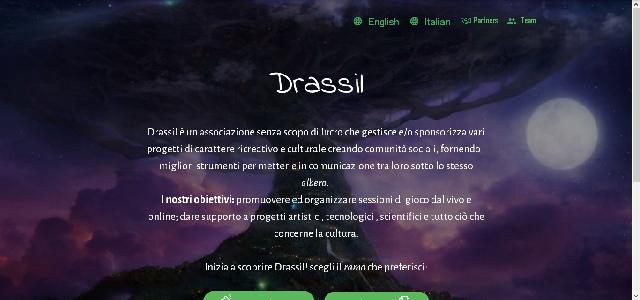 English Italian Partners Team
Drassil
Drassil è un associazione senza scopo di lucro che gestisce e/o sponsorizza vari
progetti di carattere ricreativo e culturale creando comunità sociali, fornendo
migliori strumenti per mettere in comunicazione tra loro sotto lo stesso
albero.
I nostri obiettivi: promuovere ed organizzare sessioni di gioco dal vivo e
online; dare supporto a progetti artistici, tecnologici, scientifici e tutto ciò che
concerne la cultura.
Inizia a scoprire Drassil! scegli il ramo che preferisci: